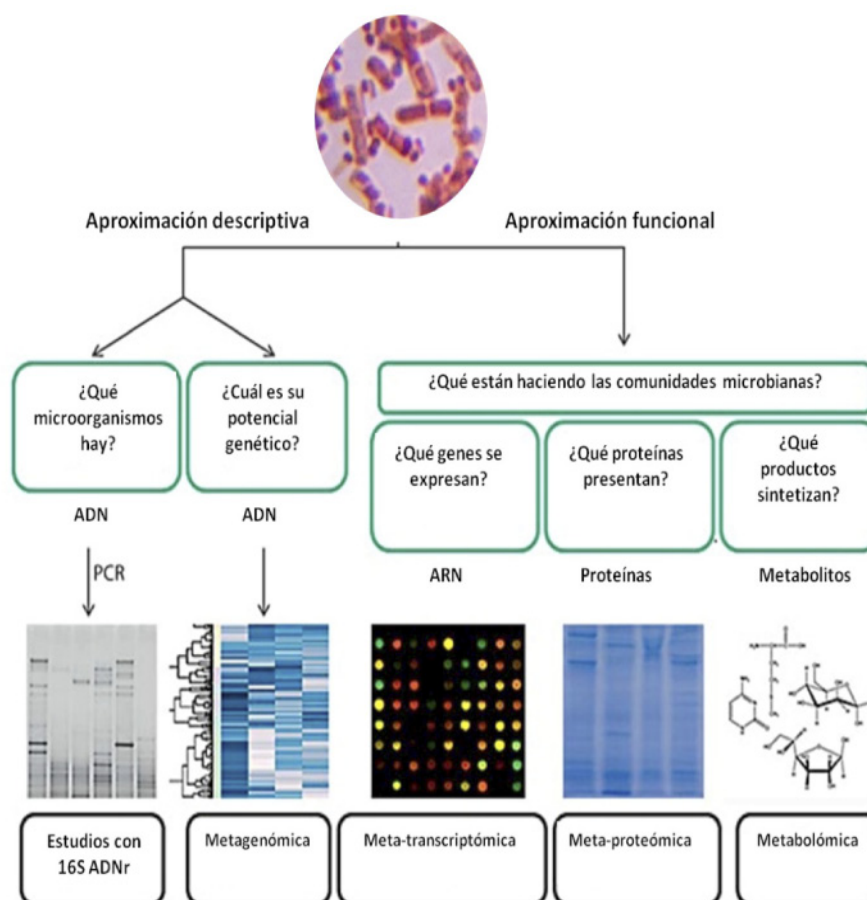 Aproximación descriptiva
Aproximación funcional
¿Qué
microorganismos
hay?
¿Cuál es su
potencial
genético?
¿Qué están haciendo las comunidades microbianas?
¿Qué genes se
expresan?
¿Qué proteínas
presentan?
¿Qué
productos
sintetizan?
ADN
ADN
ARN
Proteínas
Metabolitos
PCR
Estudios con
16S ADNr
Metagenómica
Meta-transcriptómica
Meta-proteómica
Metabolómica